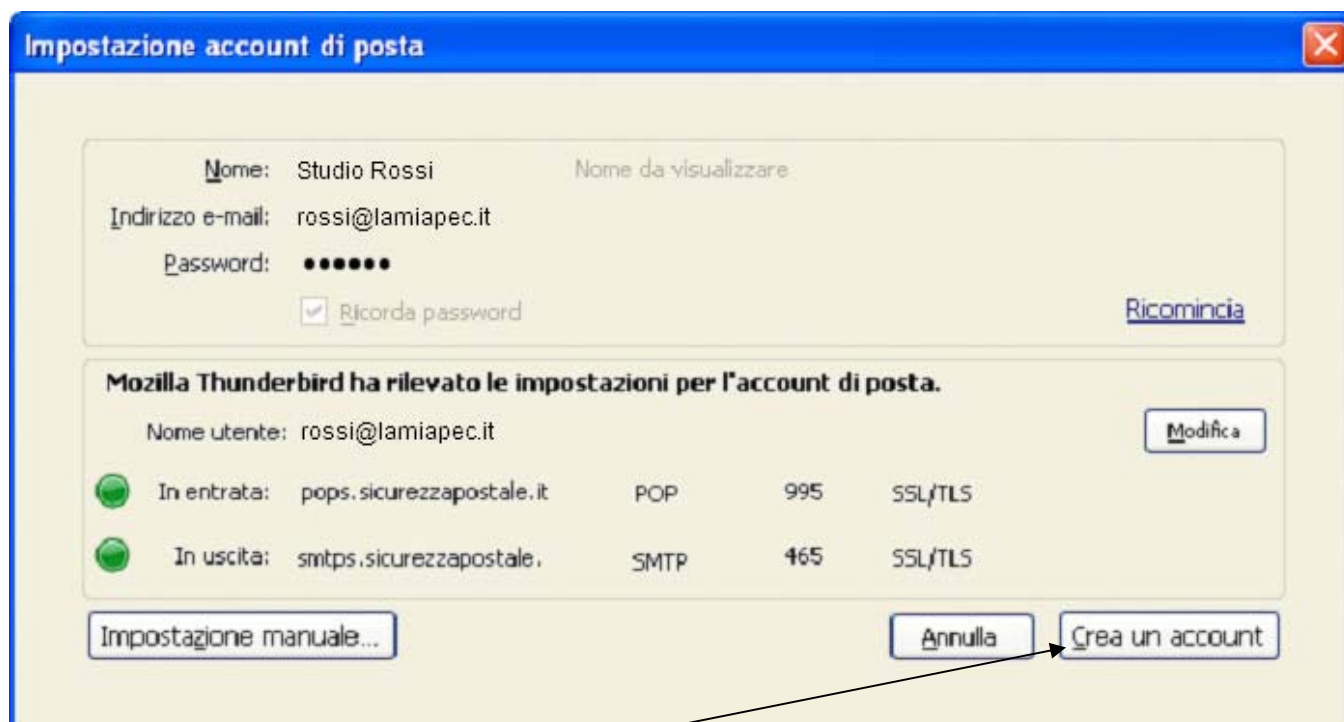 Impostazione account di posta
Nome: Studio Rossi Nome da visualizzare
Indirizzo e-mail: rossi@lamiapec.it
Password: ••••••
Ricorda password Ricomincia
Mozilla Thunderbird ha rilevato le impostazioni per l'account di posta.
Nome utente: rossi@lamiapec.it Modifica
In entrata: pops.sicurezzapostale.it POP 995 SSL/TLS
In uscita: smtps.sicurezzapostale. SMTP 465 SSL/TLS
Impostazione manuale... Annulla Crea un account